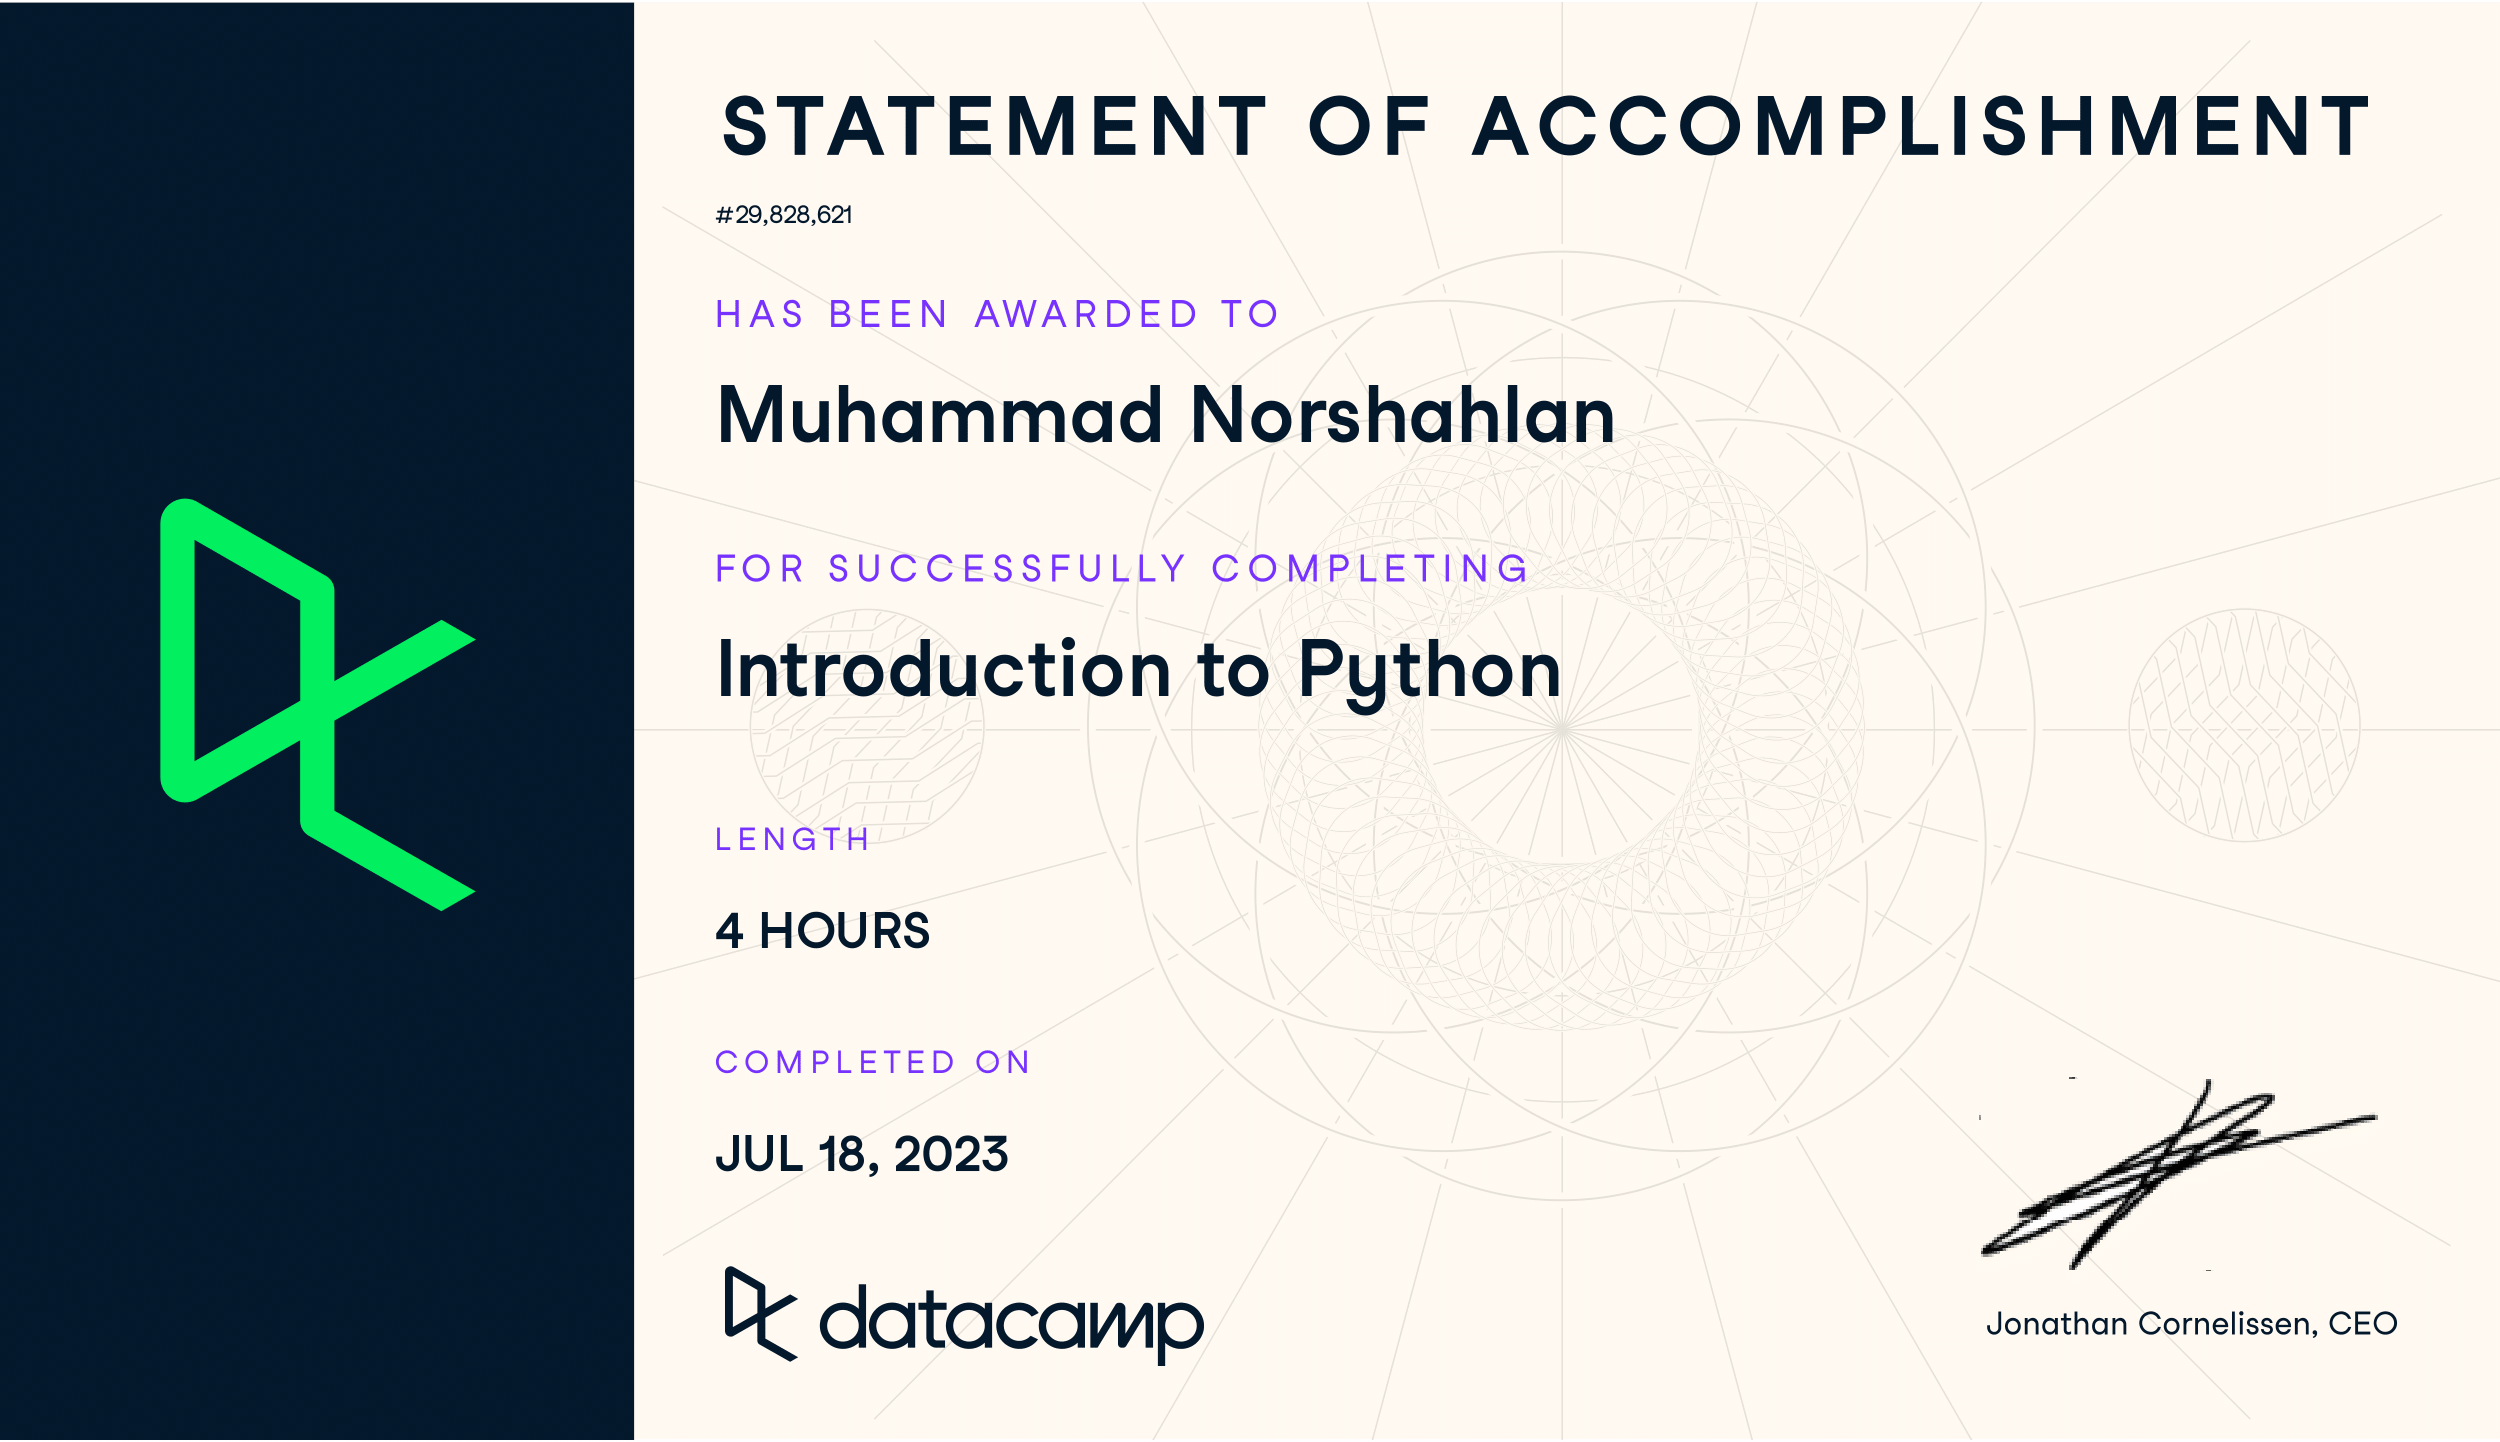 STATEMENT OF ACCOMPLISHMENT
#29,828,621
HAS BEEN AWARDED TO
Muhammad Norshahlan
FOR SUCCESSFULLY COMPLETING
Introduction to Python
LENGTH
4 HOURS
COMPLETED ON
JUL 18, 2023
datacamp
Jonathan Cornelissen, CEO